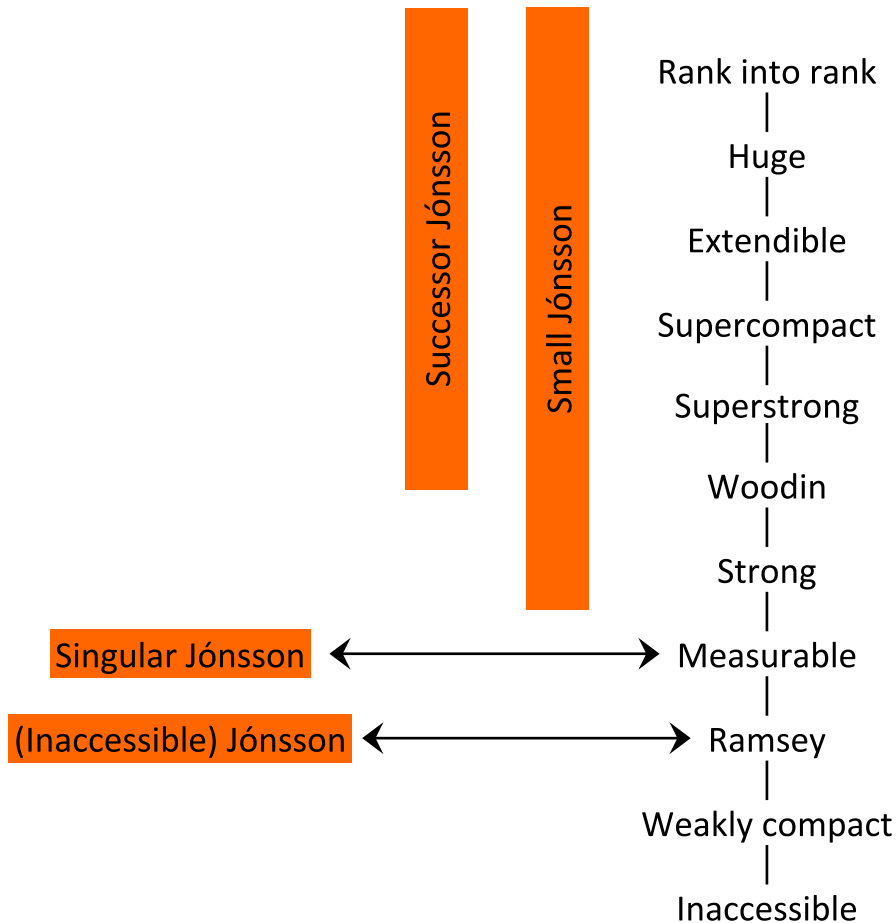 Successor Jónsson
Small Jónsson
Rank into rank
Huge
Extendible
Supercompact
Superstrong
Woodin
Strong
Singular Jónsson
Measurable
(Inaccessible) Jónsson
Ramsey
Weakly compact
Inaccessible